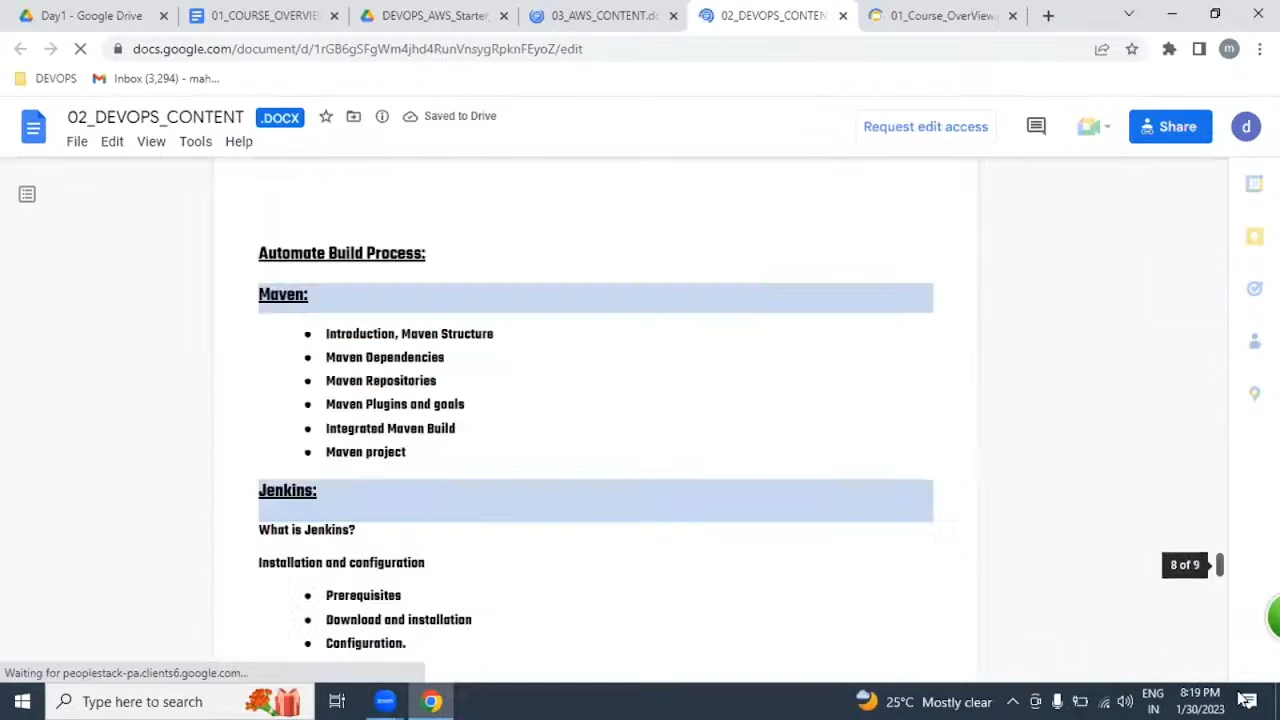 Day1 - Google Drive
01_COURSE_OVERVIE
DEVOPS_AWS_Starter
03_AWS_CONTENT.do
02_DEVOPS_CONTEN
01_Course_OverView
docs.google.com/document/d/1rGB6gSFgWm4jhd4RunVnsygRpknFEyoZ/edit
m
DEVOPS
Inbox (3,294) - mah...
02_DEVOPS_CONTENT
.DOCX
Saved to Drive
File Edit View Tools Help
Request edit access
Share
d
Automate Build Process:
Maven:
• Introduction, Maven Structure
• Maven Dependencies
• Maven Repositories
• Maven Plugins and goals
• Integrated Maven Build
• Maven project
Jenkins:
What is Jenkins?
Installation and configuration
• Prerequisites
• Download and installation
• Configuration.
8 of 9
Waiting for peoplestack-pa.clients6.google.com...
Type here to search
zoom
25°C Mostly clear
ENG
IN
8:19 PM
1/30/2023